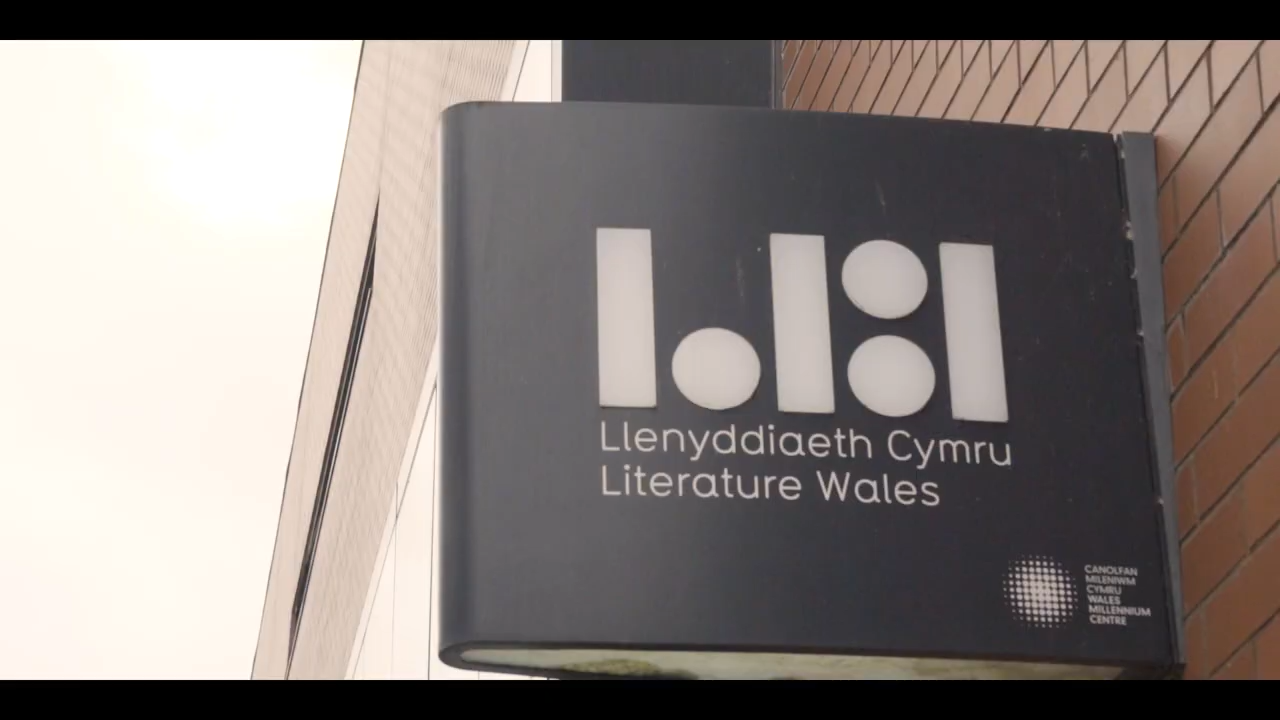 Llenyddiaeth Cymru
Literature Wales
CANOLFAN
MILENIWM
CYMRU
WALES
MILLENNIUM
CENTRE